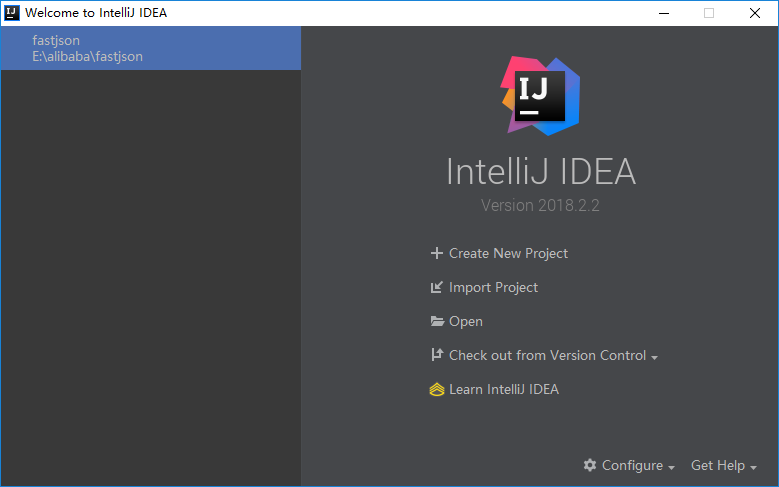 Welcome to IntelliJ IDEA
fastjson
E:\alibaba\fastjson
IJ
IntelliJ IDEA
Version 2018.2.2
Create New Project
Import Project
Open
Check out from Version Control
Learn IntelliJ IDEA
Configure
Get Help